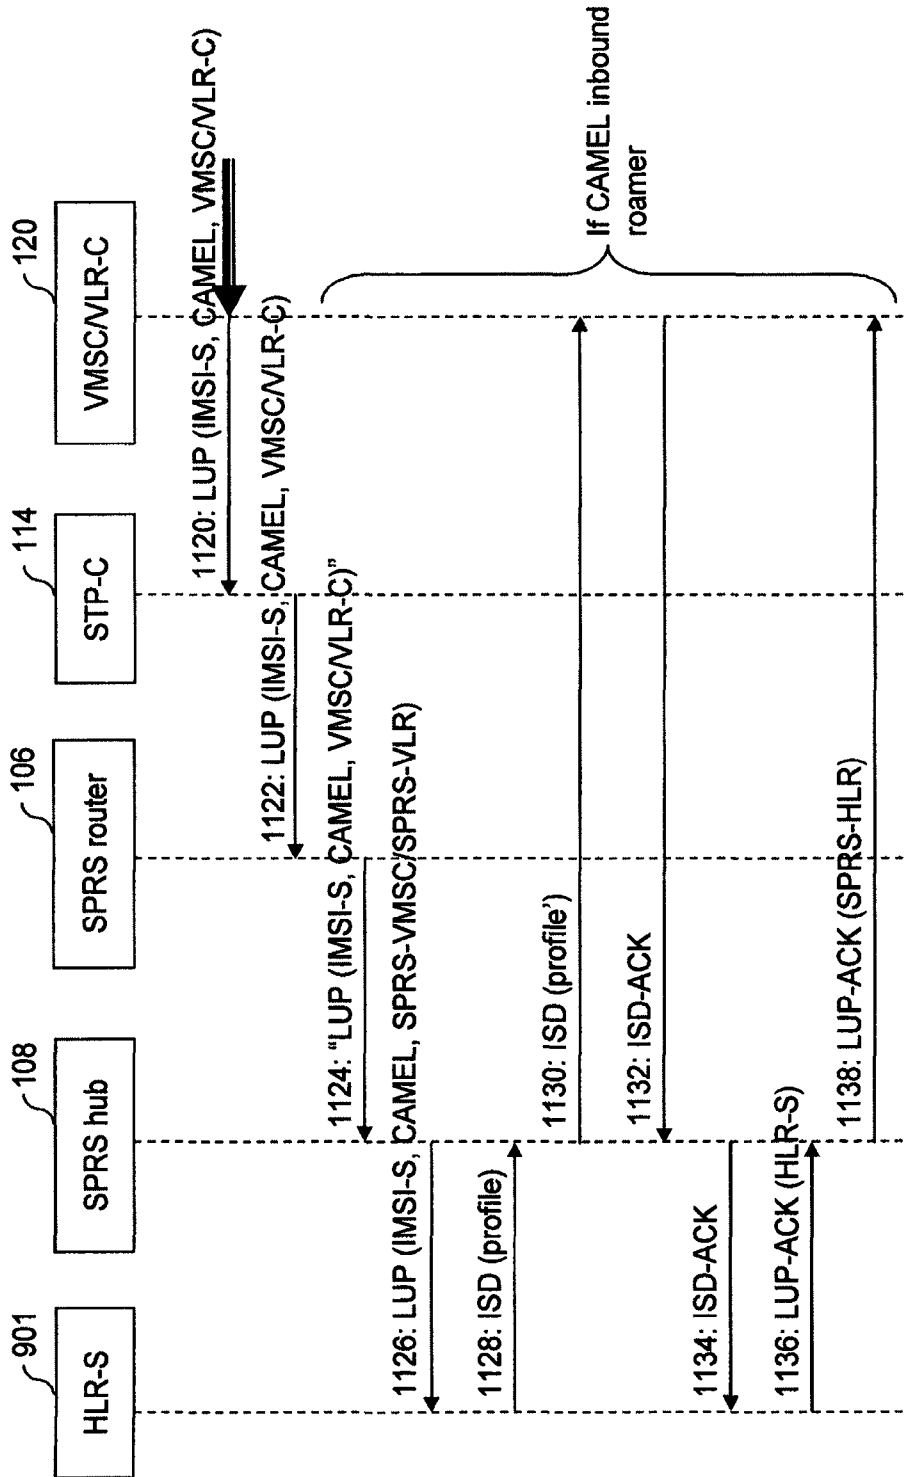 901
HLR-S
108
SPRS hub
106
SPRS router
114
STP-C
120
VMSC/VLR-C
1120: LUP (IMSI-S, CAMEL, VMSC/VLR-C)
1122: LUP (IMSI-S, CAMEL, VMSC/VLR-C)
1124: “LUP (IMSI-S, CAMEL, VMSC/VLR-C)”
1126: LUP (IMSI-S, CAMEL, SPRS-VMSC/SPRS-VLR)
1128: ISD (profile)
1130: ISD (profile')
1132: ISD-ACK
1134: ISD-ACK
1136: LUP-ACK (HLR-S)
1138: LUP-ACK (SPRS-HLR)
If CAMEL inbound
roamer